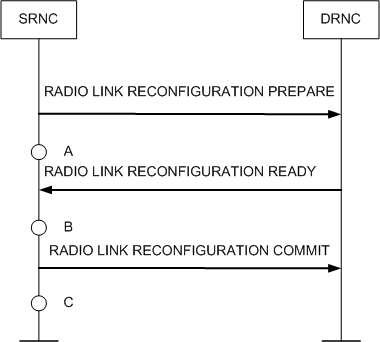 SRNC
DRNC
RADIO LINK RECONFIGURATION PREPARE
A
RADIO LINK RECONFIGURATION READY
B
RADIO LINK RECONFIGURATION COMMIT
C